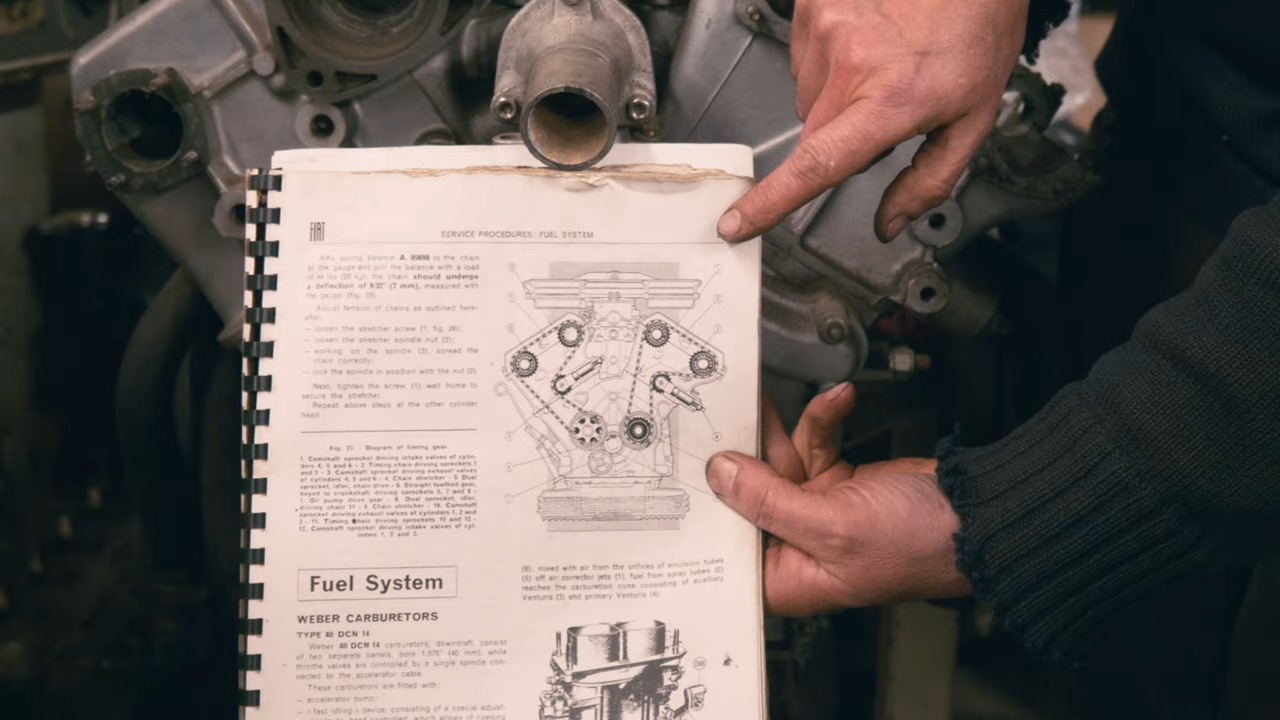 FIAT
SERVICE PROCEDURES: FUEL SYSTEM
spring balance A 95698 to the chain
at the gauge and pull the balance with a load
of 44 lbs (20 kg); the chain should undergo
a deflection of 9/32" (7 mm), measured with
the gauge (fig. 25)
Adjust tension of chains as outlined here-
after:
— loosen the stretcher screw (1, fig. 26);
— loosen the stretcher spindle nut (2);
— working on the spindle (3), spread the
chain correctly;
— lock the spindle in position with the nut (2)
Next, tighten the screw (1) well home to
secure the stretcher.
Repeat above steps at the other cylinder
head.
Fig. - Diagram of timing gear.
1. Camshaft sprocket driving intake valves of cylin-
ders 4, 5 and 6 - 2. Timing chain driving sprockets 1
and 3 - 3. Camshaft sprocket driving exhaust valves
of cylinders 4, 5 and 6 - 4. Chain stretcher - 5. Dual
sprocket, idler, chain drive - 6. Straight toothed gear,
keyed to crankshaft, driving sprockets 5, 7 and 8 -
7. Oil pump drive gear - 8. Dual sprocket, idler,
driving chain 11 - 9. Chain stretcher - 10. Camshaft
sprocket driving exhaust valves of cylinders 1, 2 and
3 - 11. Timing chain driving sprockets 10 and 12 -
12. Camshaft sprocket driving intake valves of cyl-
inders 1, 2 and 3.
Fuel System
WEBER CARBURETORS
TYPE 40 DCN 14
Weber 40 DCN 14 carburetors, downdraft, consist
of two separate barrels, bore 1.575" (40 mm), while
throttle valves are controlled by a single spindle con-
nected to the accelerator cable.
These carburetors are fitted with:
— accelerator pump;
— fast idling device, consisting of a special adjust-
controlled, which allows of opening
(6); mixed with air from the orifices of emulsion tubes
(5) off air corrector jets (1), fuel from spray tubes (2)
reaches the carburetion cone consisting of auxiliary
Venturis (3) and primary Venturis (4).